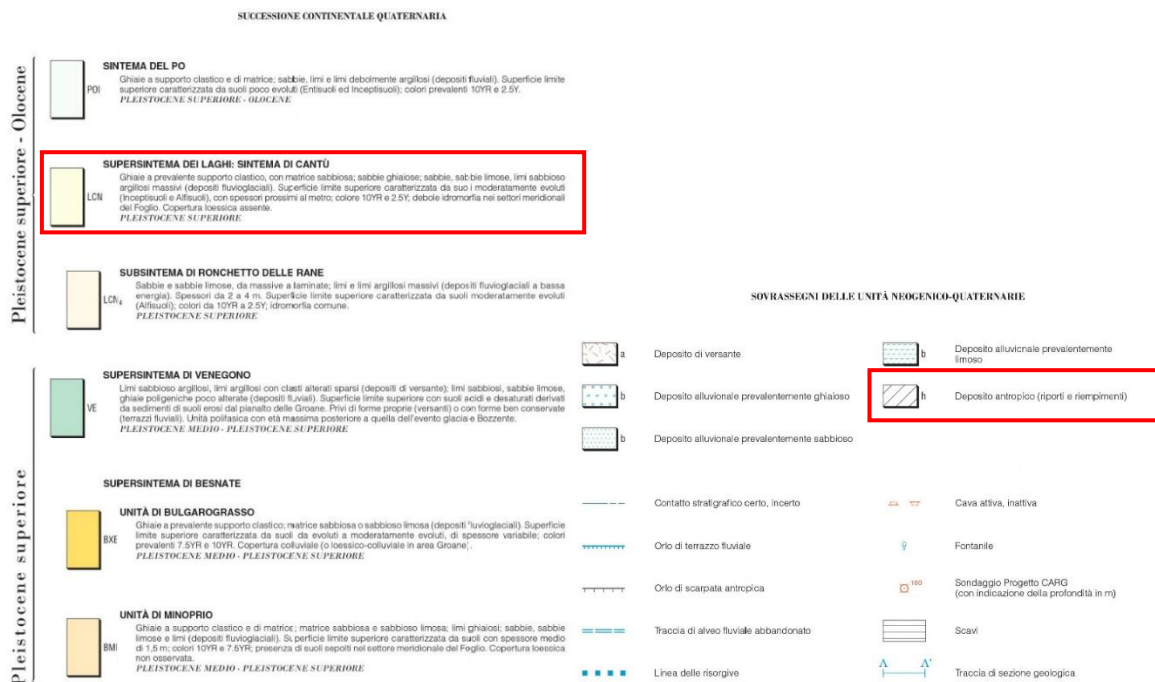 SUCCESSIONE CONTINENTALE QUATERNARIA
Pleistocene superiore - Olocene
POI
SINTEMA DEL PO
Ghiaie a supporto clastico e di matrice; sabbie, limi e limi debolmente argillosi (depositi fluviali). Superficie limite
superiore caratterizzata da suoli poco evoluti (Entisuoli ed Inceptisuoli); colori prevalenti 10YR e 2.5Y.
PLEISTOCENE SUPERIORE - OLOCENE
LCN
SUPERSINTEMA DEI LAGHI: SINTEMA DI CANTÙ
Ghiaie a prevalente supporto clastico, con matrice sabbiosa; sabbie ghiaiose; sabbie, sabbie limose, limi sabbioso
argillosi massivi (depositi fluvioglaciali). Superficie limite superiore caratterizzata da suo i moderatamente evoluti
(Inceptisuoli e Alfisuoli), con spessori prossimi al metro; colore 10YR e 2.5Y; debole idromorfia nei settori meridionali
del Foglio. Copertura loessica assente.
PLEISTOCENE SUPERIORE
LCN4
SUBSINTEMA DI RONCHETTO DELLE RANE
Sabbie e sabbie limose, da massive a laminate; limi e limi argillosi massivi (depositi fluvioglaciali a bassa
energia). Spessori da 2 a 4 m. Superficie limite superiore caratterizzata da suoli moderatamente evoluti
(Alfisuoli); colori da 10YR a 2.5Y; idromorfia comune.
PLEISTOCENE SUPERIORE
Pleistocene superiore
VE
SUPERSINTEMA DI VENEGONO
Limi sabbioso argillosi, limi argillosi con clasti alterati sparsi (depositi di versante); limi sabbiosi, sabbie limose,
ghiaie poligeniche poco alterate (depositi fluviali). Superficie limite superiore con suoli acidi e desaturati derivati
da sedimenti di suoli erosi dal pianalto delle Groane. Privi di forme proprie (versanti) o con forme ben conservate
(terrazzi fluviali). Unità polifasica con età massima posteriore a quella dell'evento glacia e Bozzente.
PLEISTOCENE MEDIO - PLEISTOCENE SUPERIORE
SUPERSINTEMA DI BESNATE
BXE
UNITÀ DI BULGAROGRASSO
Ghiaie a prevalente supporto clastico; matrice sabbiosa o sabbioso limosa (depositi fluvioglaciali). Superficie
limite superiore caratterizzata da suoli da evoluti a moderatamente evoluti, di spessore variabile; colori
prevalenti 7.5YR e 10YR. Copertura colluviale (o loessico-colluviale in area Groane).
PLEISTOCENE MEDIO - PLEISTOCENE SUPERIORE
BMI
UNITÀ DI MINOPRIO
Ghiaie a supporto clastico e di matrice; matrice sabbiosa e sabbioso limosa; limi ghiaiosi; sabbie, sabbie
limose e limi (depositi fluvioglaciali). Superficie limite superiore caratterizzata da suoli con spessore medio
di 1,5 m; colori 10YR e 7.5YR; presenza di suoli sepolti nel settore meridionale del Foglio. Copertura loessica
non osservata.
PLEISTOCENE MEDIO - PLEISTOCENE SUPERIORE
SOVRASSEGNI DELLE UNITÀ NEOGENICO-QUATERNARIE
a Deposito di versante
b Deposito alluvionale prevalentemente ghiaioso
b Deposito alluvionale prevalentemente sabbioso
b Deposito alluvionale prevalentemente
limoso
h Deposito antropico (riporti e riempimenti)
Contatto stratigrafico certo, incerto
Orlo di terrazzo fluviale
Orlo di scarpata antropica
Traccia di alveo fluviale abbandonato
Linea delle risorgive
Cava attiva, inattiva
Fontanile
100 Sondaggio Progetto CARG
(con indicazione della profondità in m)
Scavi
A A' Traccia di sezione geologica